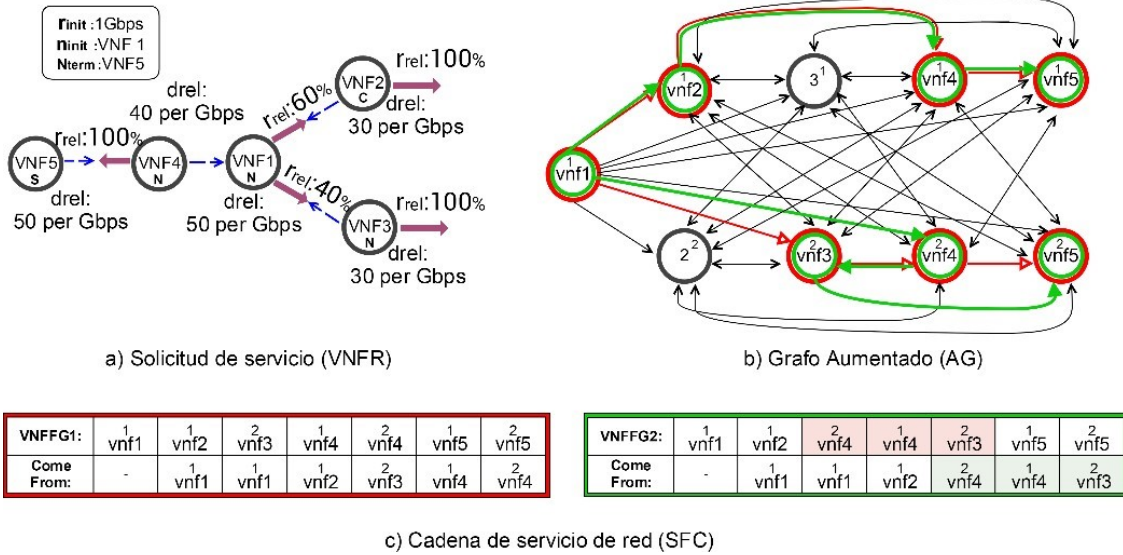 rinit :1Gbps
ninit :VNF 1
Nterm :VNF5
drel:
40 per Gbps
rrel:100%
VNF5
S
drel:
50 per Gbps
VNF4
N
VNF1
N
drel:
50 per Gbps
rrel:60%
VNF2
C
rrel:100%
drel:
30 per Gbps
rrel:40%
VNF3
N
rrel:100%
drel:
30 per Gbps
a) Solicitud de servicio (VNFR)
1
vnf2
3 1
1
vnf4
1
vnf5
1
vnf1
2 2
2
vnf3
2
vnf4
2
vnf5
b) Grafo Aumentado (AG)
VNFFG1: 1 vnf1 1 vnf2 2 vnf3 1 vnf4 2 vnf4 1 vnf5 2 vnf5
Come From: - 1 vnf1 1 vnf1 1 vnf2 2 vnf3 1 vnf4 2 vnf4
VNFFG2: 1 vnf1 1 vnf2 2 vnf4 1 vnf4 2 vnf3 1 vnf5 2 vnf5
Come From: - 1 vnf1 1 vnf1 1 vnf2 2 vnf4 1 vnf4 2 vnf3
c) Cadena de servicio de red (SFC)